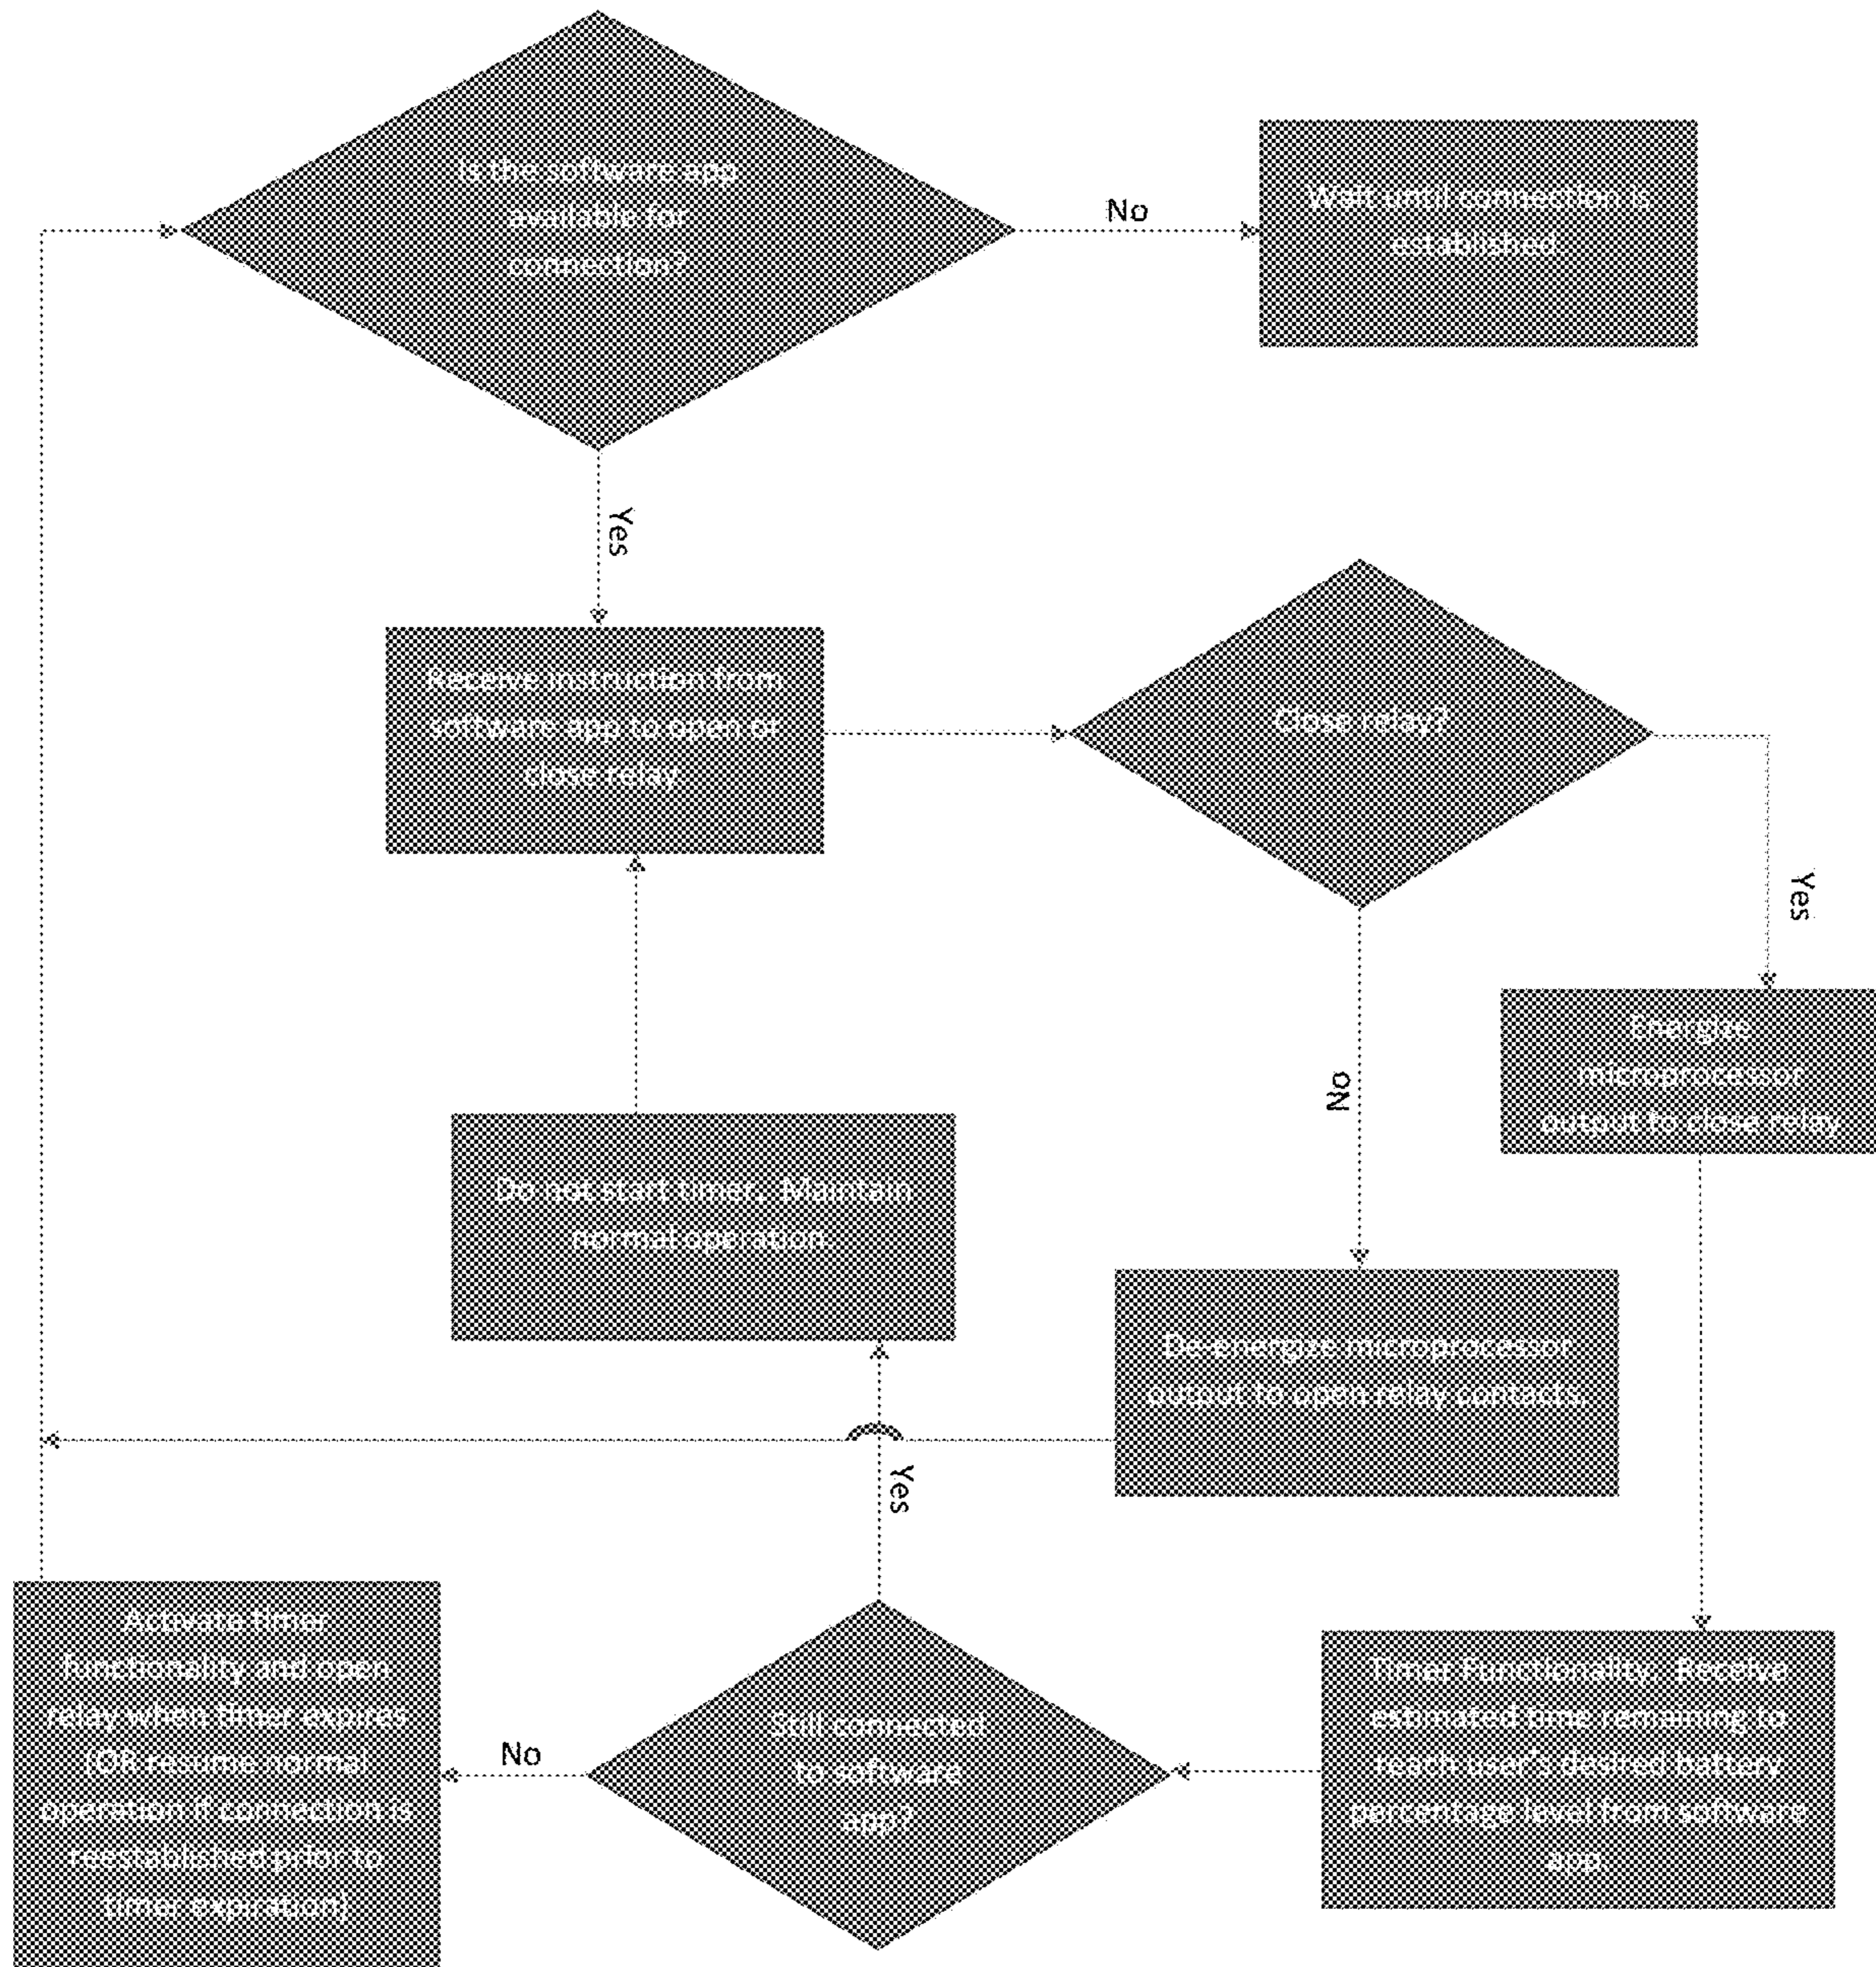 Is the software app
available for
connection?
No
Wait until connection is
established
Yes
Receive instruction from
software app to open or
close relay
Close relay?
Yes
Energize
microprocessor
output to close relay
No
Do not start timer. Maintain
normal operation.
De-energize microprocessor
output to open relay contacts.
Yes
Activate timer
functionality and open
relay when timer expires
(OR resume normal
operation if connection is
reestablished prior to
timer expiration)
No
Still connected
to software
app?
Timer Functionality. Receive
estimated time remaining to
reach user's desired battery
percentage level from software
app.